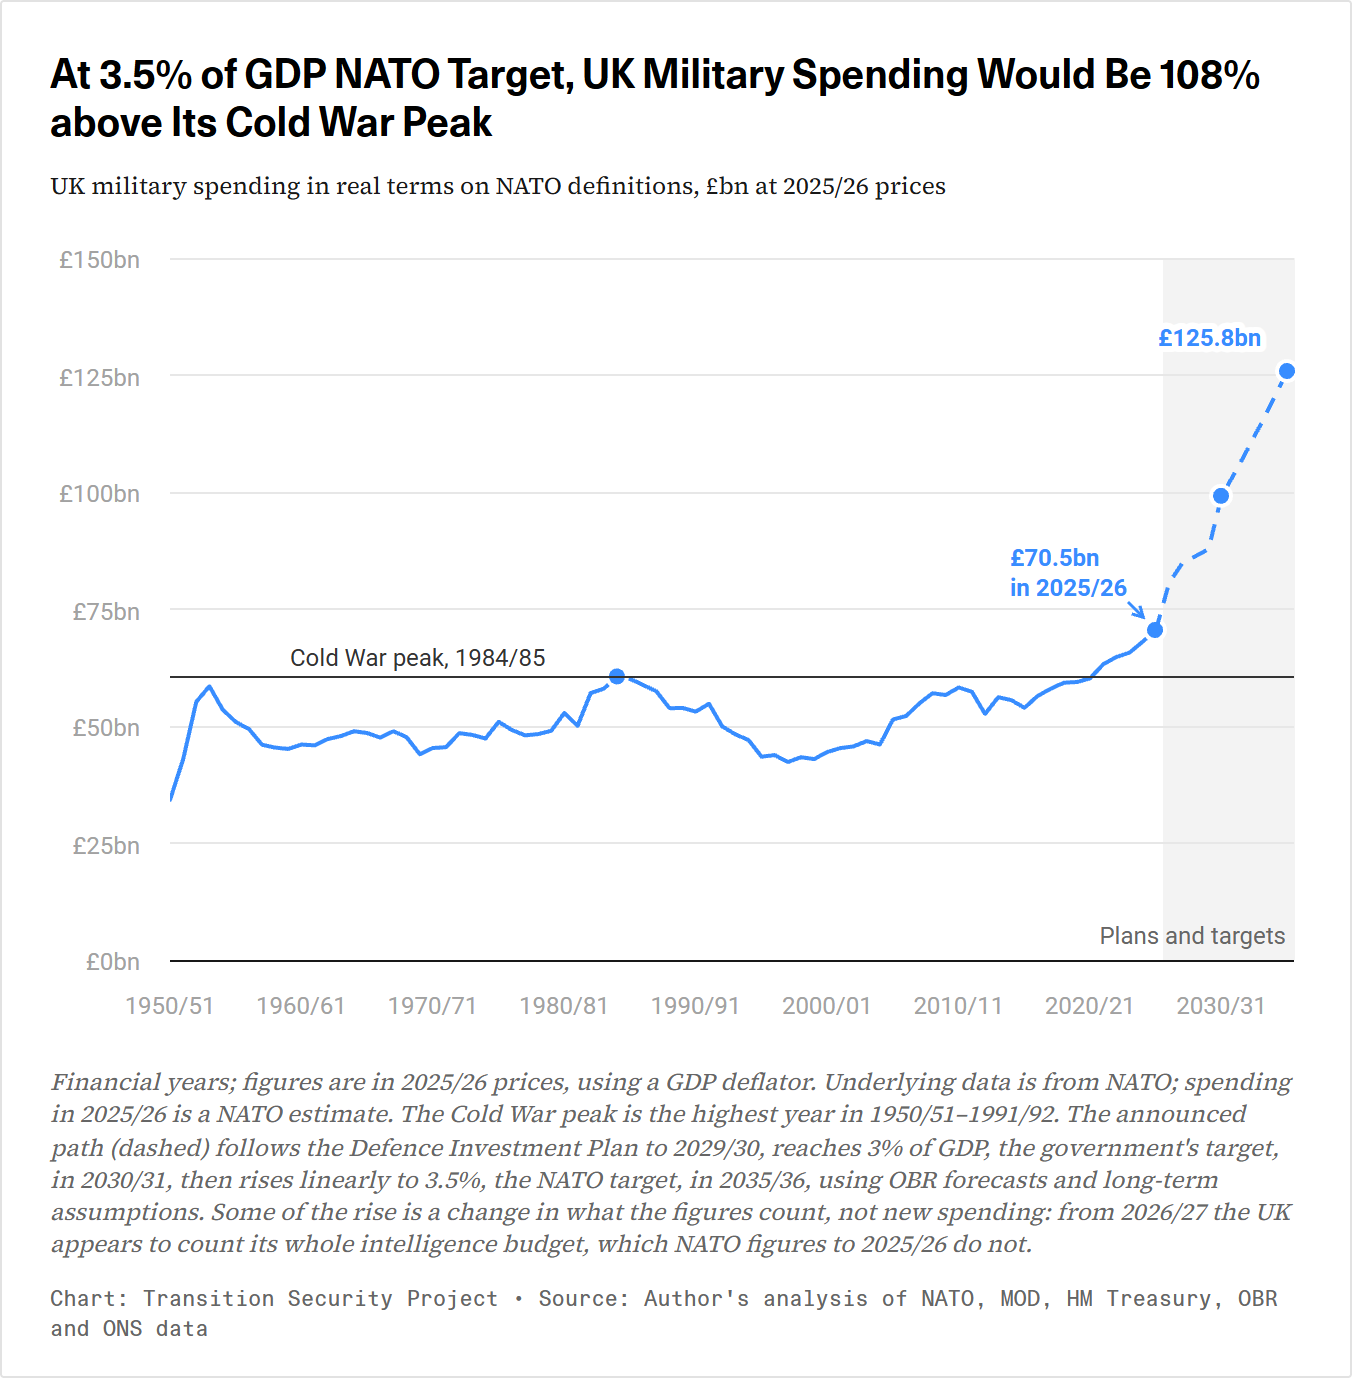 At 3.5% of GDP NATO Target, UK Military Spending Would Be 108%
above Its Cold War Peak
UK military spending in real terms on NATO definitions, £bn at 2025/26 prices
£150bn
£125.8bn
£125bn
£100bn
£70.5bn
in 2025/26
£75bn
Cold War peak, 1984/85
£50bn
£25bn
Plans and targets
£0bn
1950/51 1960/61 1970/71 1980/81 1990/91 2000/01 2010/11 2020/21 2030/31
Financial years; figures are in 2025/26 prices, using a GDP deflator. Underlying data is from NATO; spending
in 2025/26 is a NATO estimate. The Cold War peak is the highest year in 1950/51–1991/92. The announced
path (dashed) follows the Defence Investment Plan to 2029/30, reaches 3% of GDP, the government's target,
in 2030/31, then rises linearly to 3.5%, the NATO target, in 2035/36, using OBR forecasts and long-term
assumptions. Some of the rise is a change in what the figures count, not new spending: from 2026/27 the UK
appears to count its whole intelligence budget, which NATO figures to 2025/26 do not.
Chart: Transition Security Project • Source: Author's analysis of NATO, MOD, HM Treasury, OBR
and ONS data